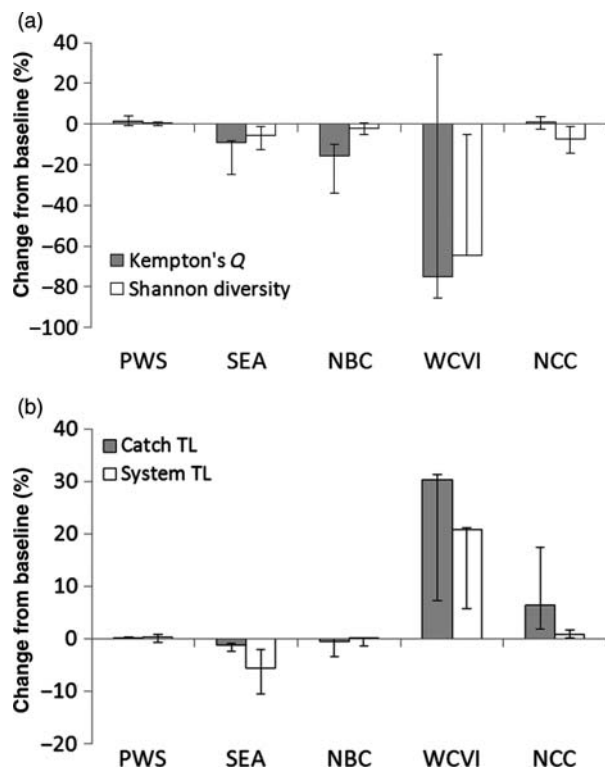 (a)
40
20
0
−20
−40
−60
−80
−100
Change from baseline (%)
Kempton's Q
Shannon diversity
PWS SEA NBC WCVI NCC
(b)
40
30
20
10
0
−10
−20
Change from baseline (%)
Catch TL
System TL
PWS SEA NBC WCVI NCC